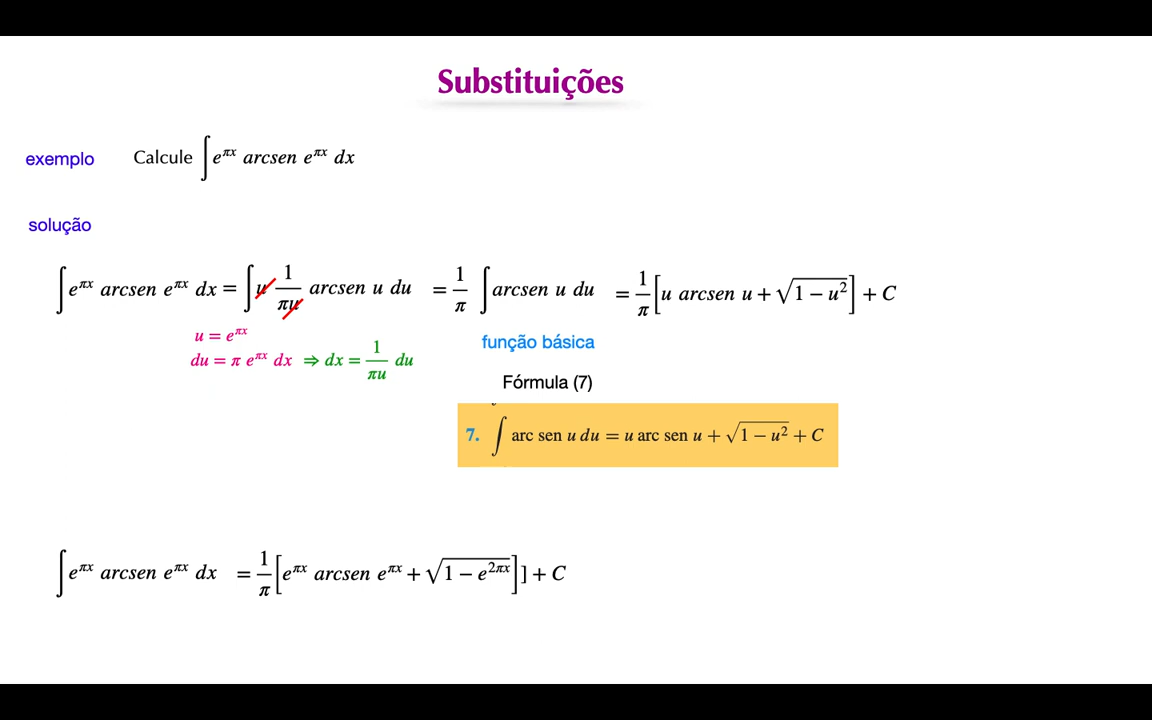 Substituições
exemplo Calcule ∫ e^{πx} arcsen e^{πx} dx
solução
∫ e^{πx} arcsen e^{πx} dx = ∫ u 1/(πu) arcsen u du = 1/π ∫ arcsen u du = 1/π [u arcsen u + √(1 − u²)] + C
u = e^{πx}
du = π e^{πx} dx ⇒ dx = 1/(πu) du
função básica
Fórmula (7)
7. ∫ arc sen u du = u arc sen u + √(1 − u²) + C
∫ e^{πx} arcsen e^{πx} dx = 1/π [e^{πx} arcsen e^{πx} + √(1 − e^{2πx})]] + C